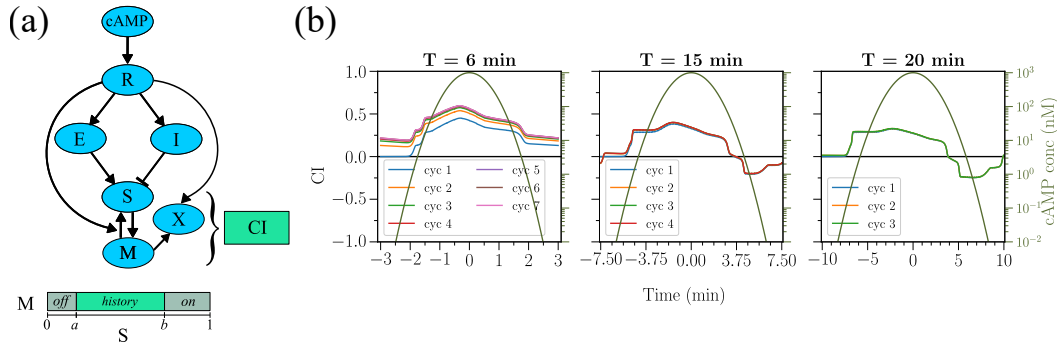 (a)
cAMP
R
E
I
S
X
M
CI
M
off
history
on
0
a
b
1
S
(b)
T = 6 min
T = 15 min
T = 20 min
CI
1.0
0.5
0.0
−0.5
−1.0
cyc 1
cyc 2
cyc 3
cyc 4
cyc 5
cyc 6
cyc 7
−3 −2 −1 0 1 2 3
cyc 1
cyc 2
cyc 3
cyc 4
−7.50 −3.75 0.00 3.75 7.50
cyc 1
cyc 2
cyc 3
−10 −5 0 5 10
10³
10²
10¹
10⁰
10⁻¹
10⁻²
cAMP conc (nM)
Time (min)